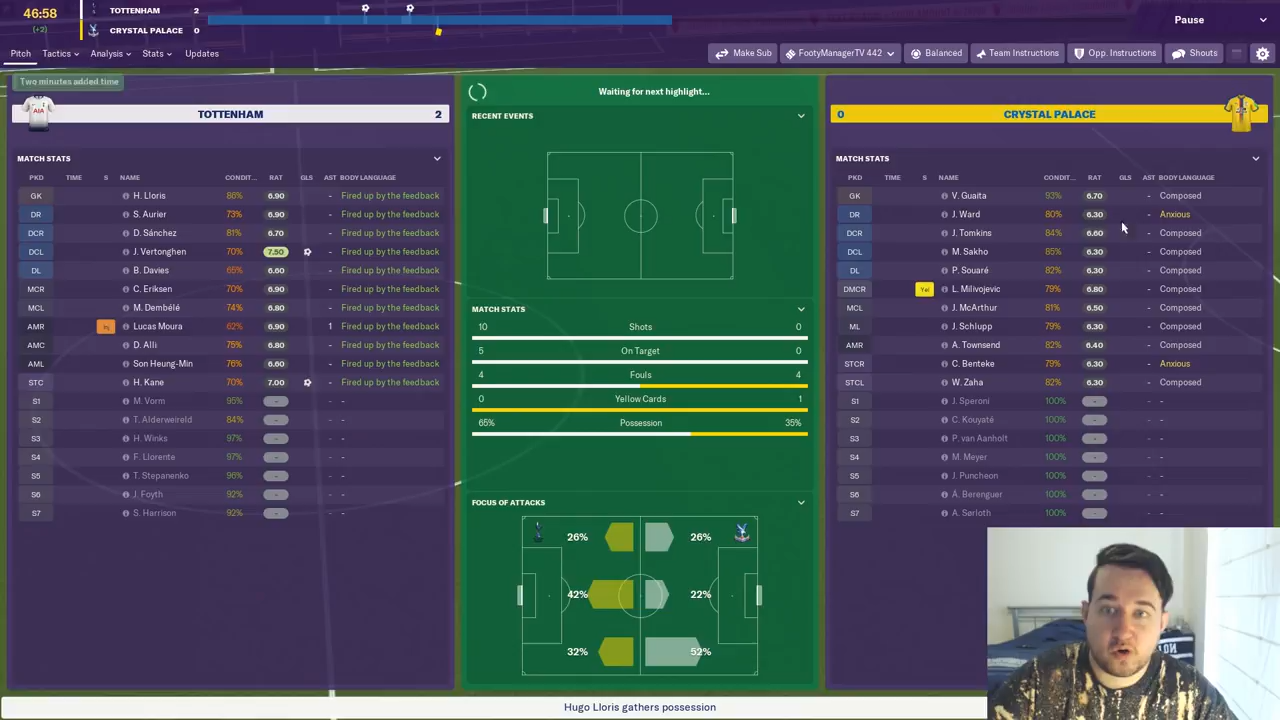 46:58
(+2)
TOTTENHAM 2
CRYSTAL PALACE 0
Pause
Pitch Tactics Analysis Stats Updates
Make Sub FootyManagerTV 442 Balanced Team Instructions Opp. Instructions Shouts
Two minutes added time
AIA
TOTTENHAM 2
MATCH STATS
PKD TIME S NAME CONDIT... RAT GLS AST BODY LANGUAGE
GK H. Lloris 86% 6.90 - Fired up by the feedback
DR S. Aurier 73% 6.90 - Fired up by the feedback
DCR D. Sánchez 81% 6.70 - Fired up by the feedback
DCL J. Vertonghen 70% 7.50 - Fired up by the feedback
DL B. Davies 65% 6.60 - Fired up by the feedback
MCR C. Eriksen 70% 6.90 - Fired up by the feedback
MCL M. Dembélé 74% 6.80 - Fired up by the feedback
AMR Inj Lucas Moura 62% 6.90 1 Fired up by the feedback
AMC D. Alli 75% 6.80 - Fired up by the feedback
AML Son Heung-Min 76% 6.60 - Fired up by the feedback
STC H. Kane 70% 7.00 - Fired up by the feedback
S1 M. Vorm 95% - - -
S2 T. Alderweireld 84% - - -
S3 H. Winks 97% - - -
S4 F. Llorente 97% - - -
S5 T. Stepanenko 96% - - -
S6 J. Foyth 92% - - -
S7 S. Harrison 92% - - -
Waiting for next highlight...
RECENT EVENTS
MATCH STATS
10 Shots 0
5 On Target 0
4 Fouls 4
0 Yellow Cards 1
65% Possession 35%
FOCUS OF ATTACKS
26% 26%
42% 22%
32% 52%
0 CRYSTAL PALACE
MATCH STATS
PKD TIME S NAME CONDIT... RAT GLS AST BODY LANGUAGE
GK V. Guaita 93% 6.70 - Composed
DR J. Ward 80% 6.30 - Anxious
DCR J. Tomkins 84% 6.60 - Composed
DCL M. Sakho 85% 6.30 - Composed
DL P. Souaré 82% 6.30 - Composed
DMCR Yel L. Milivojevic 79% 6.80 - Composed
MCL J. McArthur 81% 6.50 - Composed
ML J. Schlupp 79% 6.30 - Composed
AMR A. Townsend 82% 6.40 - Composed
STCR C. Benteke 79% 6.30 - Anxious
STCL W. Zaha 82% 6.30 - Composed
S1 J. Speroni 100% - - -
S2 C. Kouyaté 100% - - -
S3 P. van Aanholt 100% - - -
S4 M. Meyer 100% - - -
S5 J. Puncheon 100% - - -
S6 Á. Berenguer 100% - - -
S7 A. Sørloth 100% - - -
Hugo Lloris gathers possession